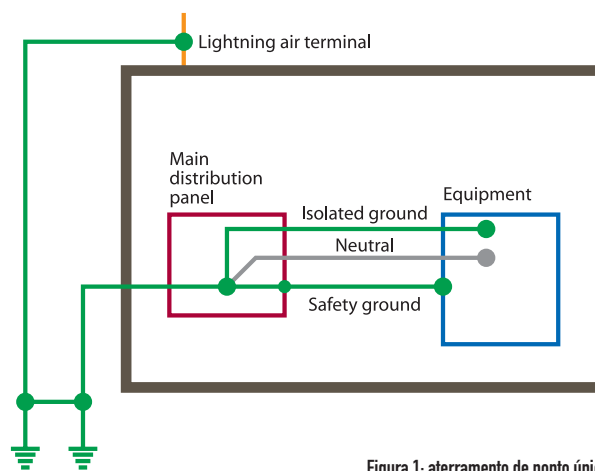 Lightning air terminal
Main
distribution
panel
Isolated ground
Equipment
Neutral
Safety ground
Figura 1: aterramento de ponto